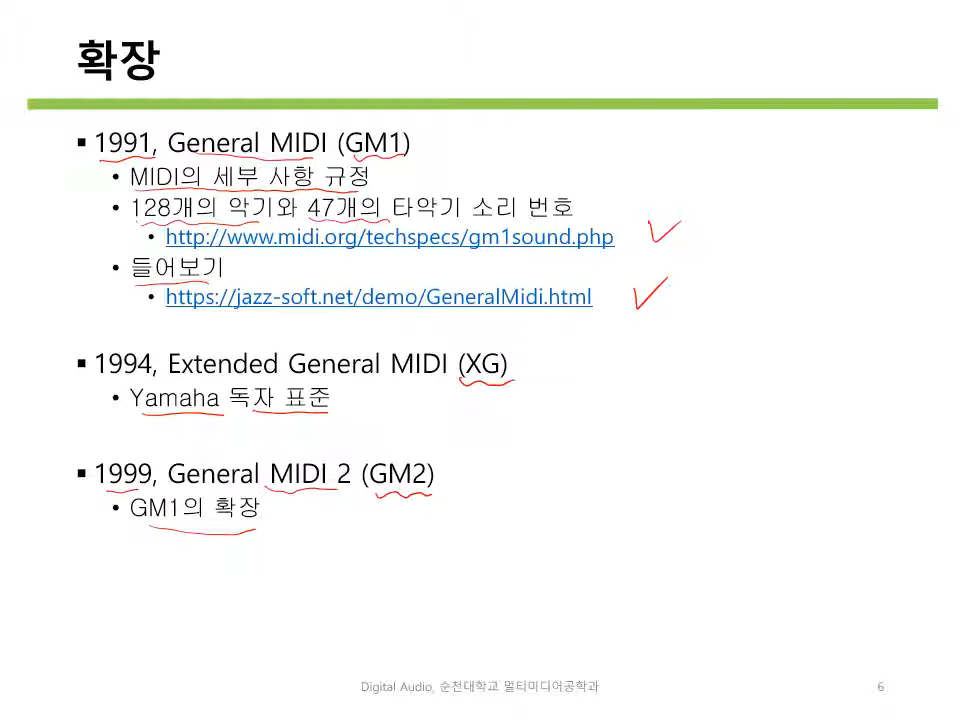 확장
▪ 1991, General MIDI (GM1)
• MIDI의 세부 사항 규정
• 128개의 악기와 47개의 타악기 소리 번호
• http://www.midi.org/techspecs/gm1sound.php
• 들어보기
• https://jazz-soft.net/demo/GeneralMidi.html
▪ 1994, Extended General MIDI (XG)
• Yamaha 독자 표준
▪ 1999, General MIDI 2 (GM2)
• GM1의 확장
Digital Audio, 순천대학교 멀티미디어공학과
6